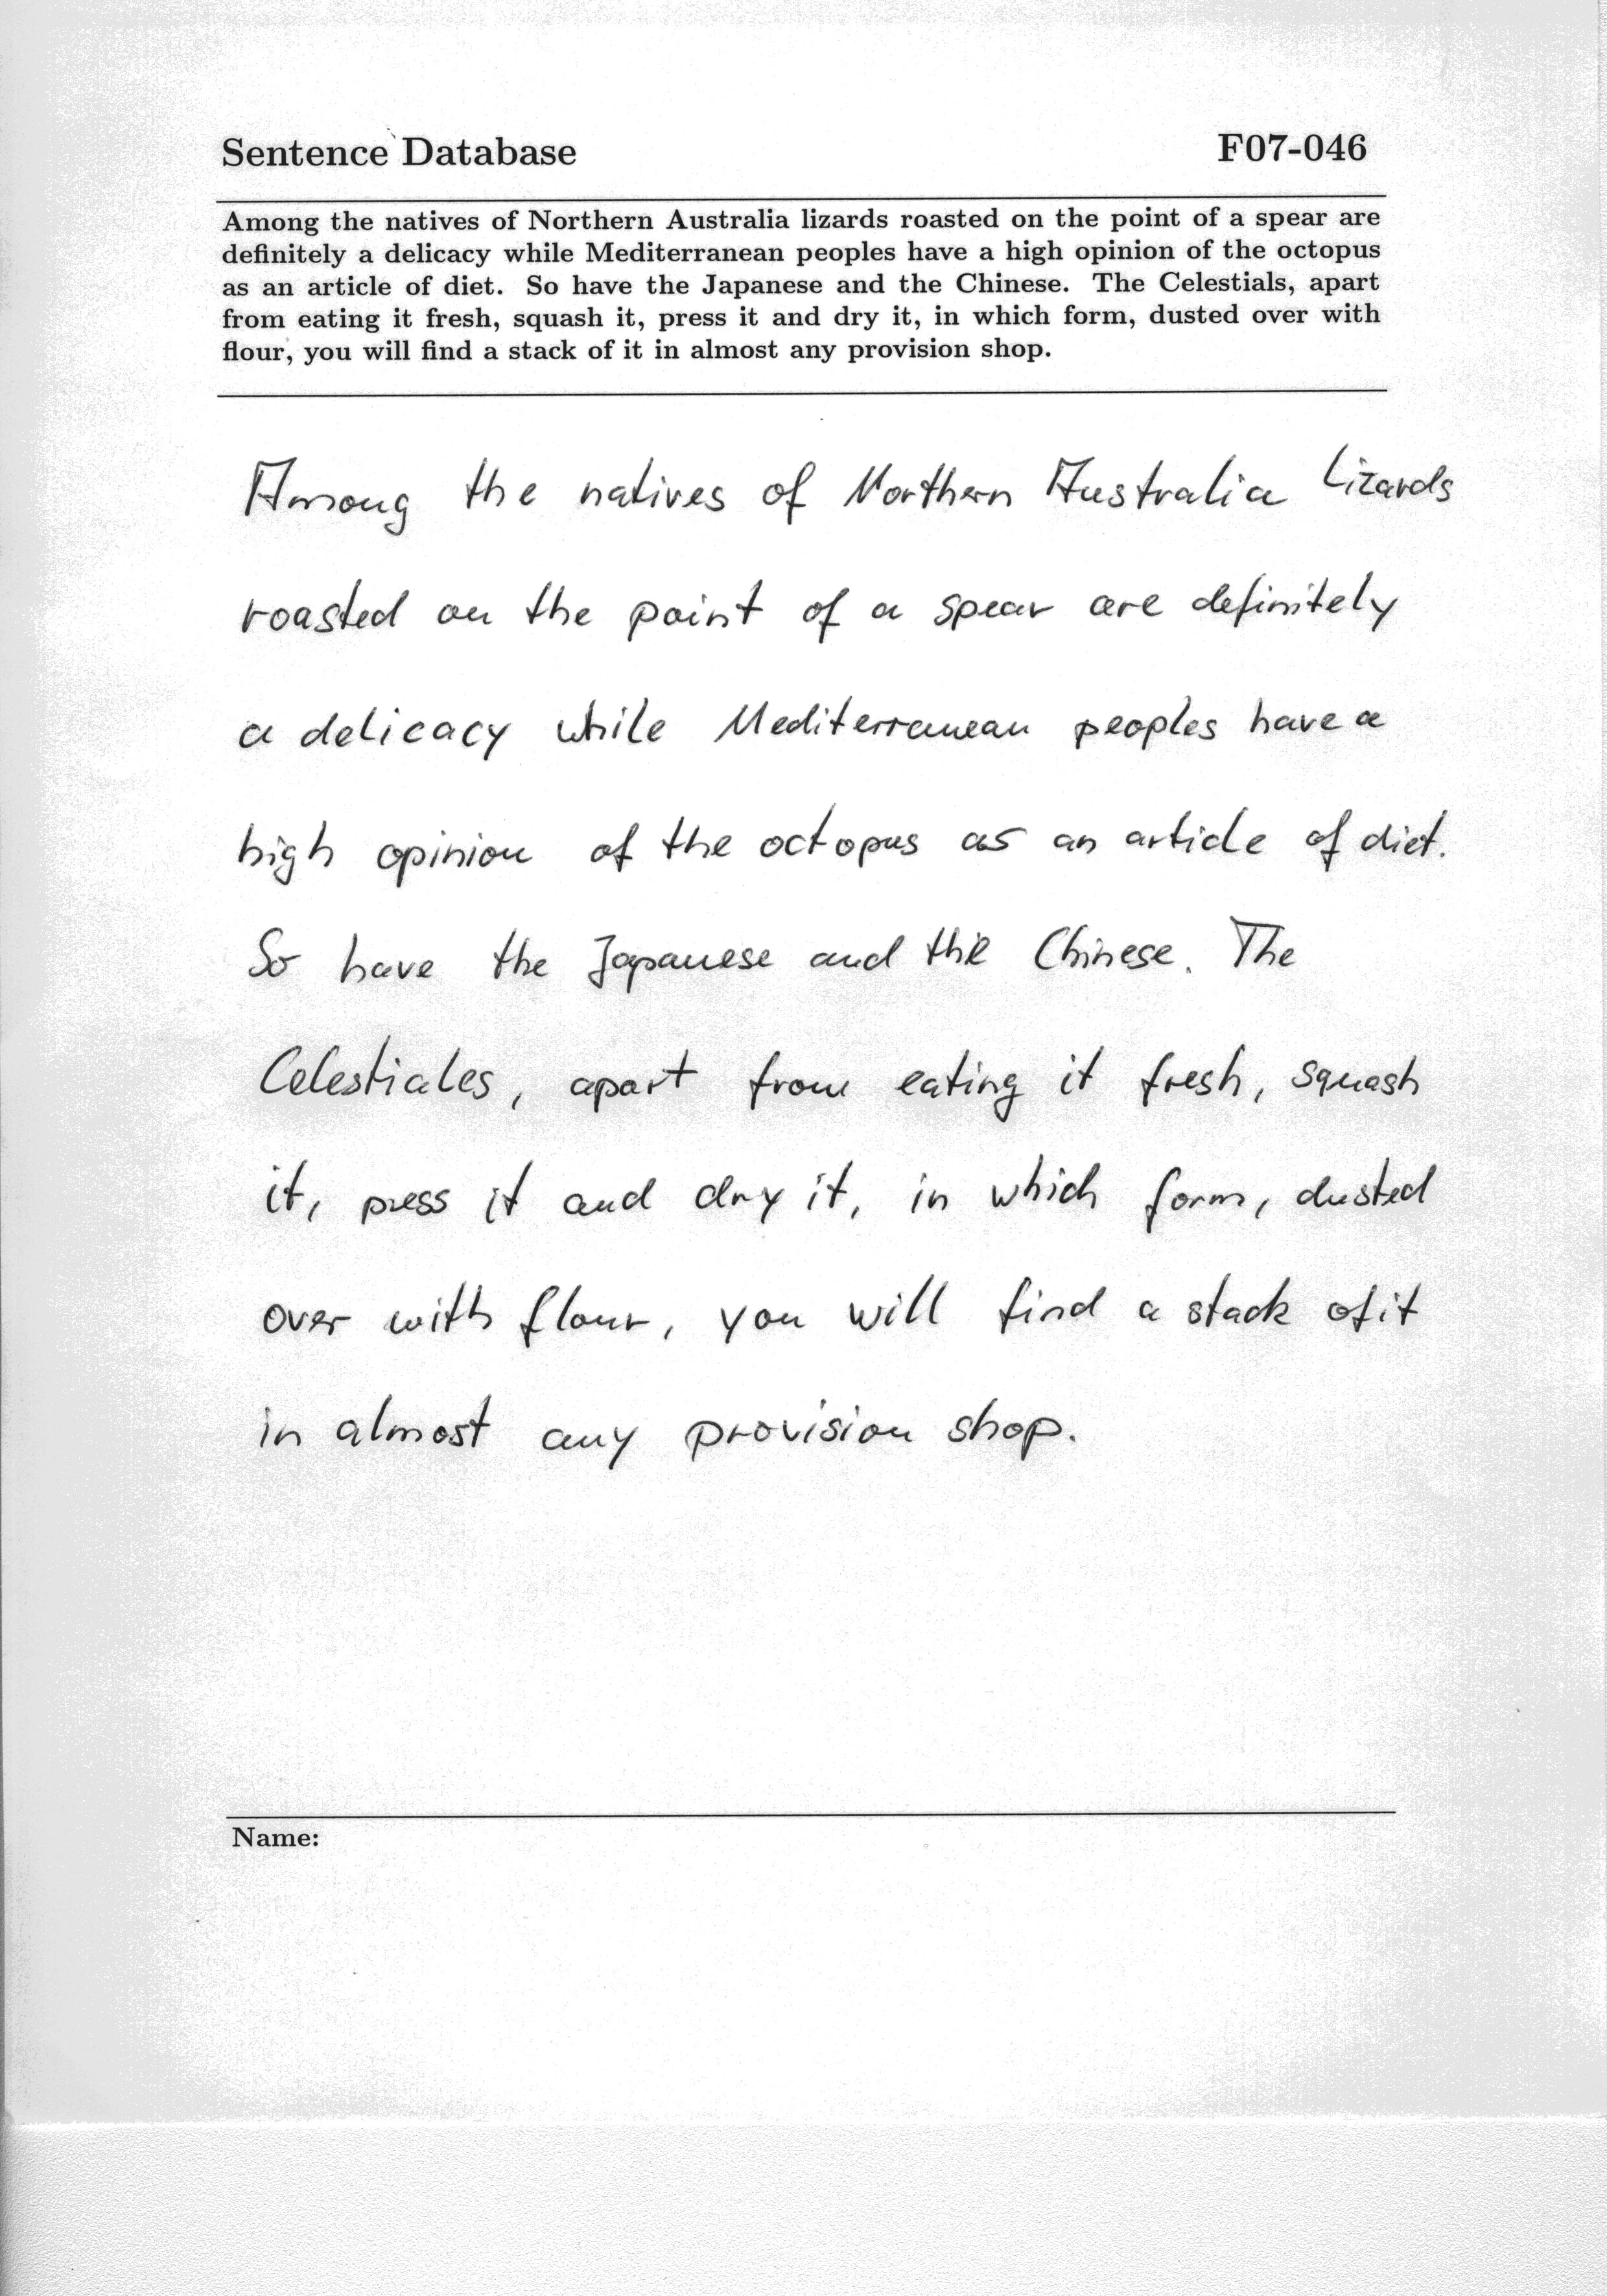 Sentence Database F07-046
Among the natives of Northern Australia lizards roasted on the point of a spear are
definitely a delicacy while Mediterranean peoples have a high opinion of the octopus
as an article of diet. So have the Japanese and the Chinese. The Celestials, apart
from eating it fresh, squash it, press it and dry it, in which form, dusted over with
flour, you will find a stack of it in almost any provision shop.
Among the natives of Northern Australia Lizards
roasted on the point of a spear are definitely
a delicacy while Mediterranean peoples have a
high opinion of the octopus as an article of diet.
So have the Japanese and the Chinese. The
Celestiales, apart from eating it fresh, squash
it, press it and dry it, in which form, dusted
over with flour, you will find a stack of it
in almost any provision shop.
Name: